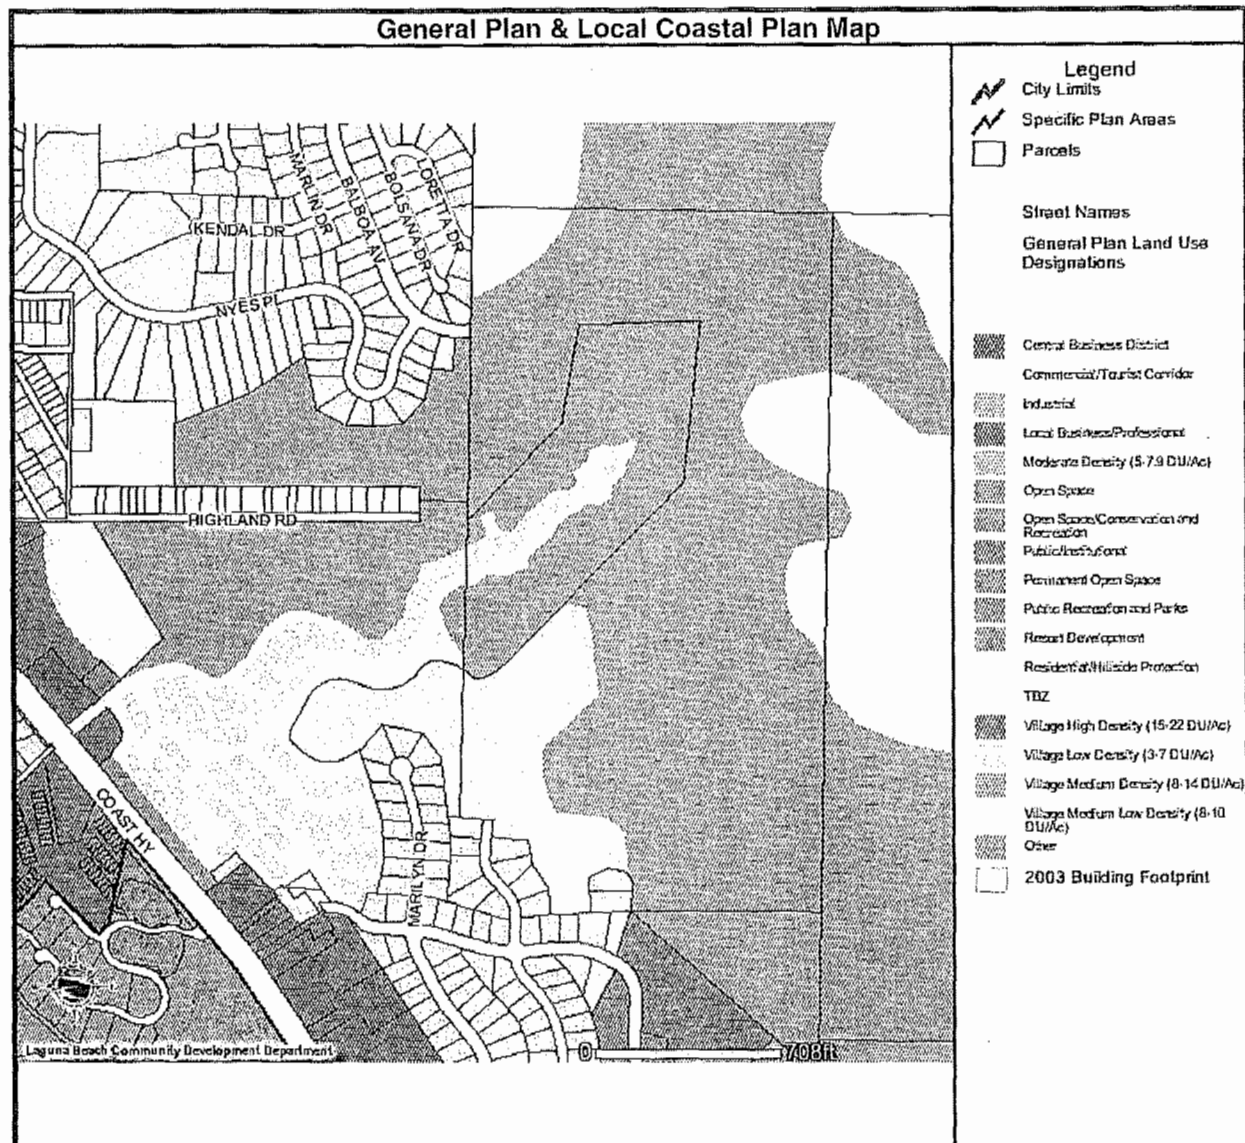 General Plan & Local Coastal Plan Map
Legend
City Limits
Specific Plan Areas
Parcels
Street Names
General Plan Land Use
Designations
Central Business District
Commercial/Tourist Corridor
Industrial
Local Business/Professional
Moderate Density (5-7.9 DU/Ac)
Open Space
Open Space/Conservation and
Recreation
Public/Institutional
Permanent Open Space
Public Recreation and Parks
Resort Development
Residential/Hillside Protection
TBZ
Village High Density (15-22 DU/Ac)
Village Low Density (3-7 DU/Ac)
Village Medium Density (8-14 DU/Ac)
Village Medium Low Density (8-10
DU/Ac)
Other
2003 Building Footprint
LORETTA DR
BOLSANA DR
BALBOA AV
MARLIN DR
KENDAL DR
NYES PL
HIGHLAND RD
COAST HY
MARILYN DR
Laguna Beach Community Development Department
0 708ft